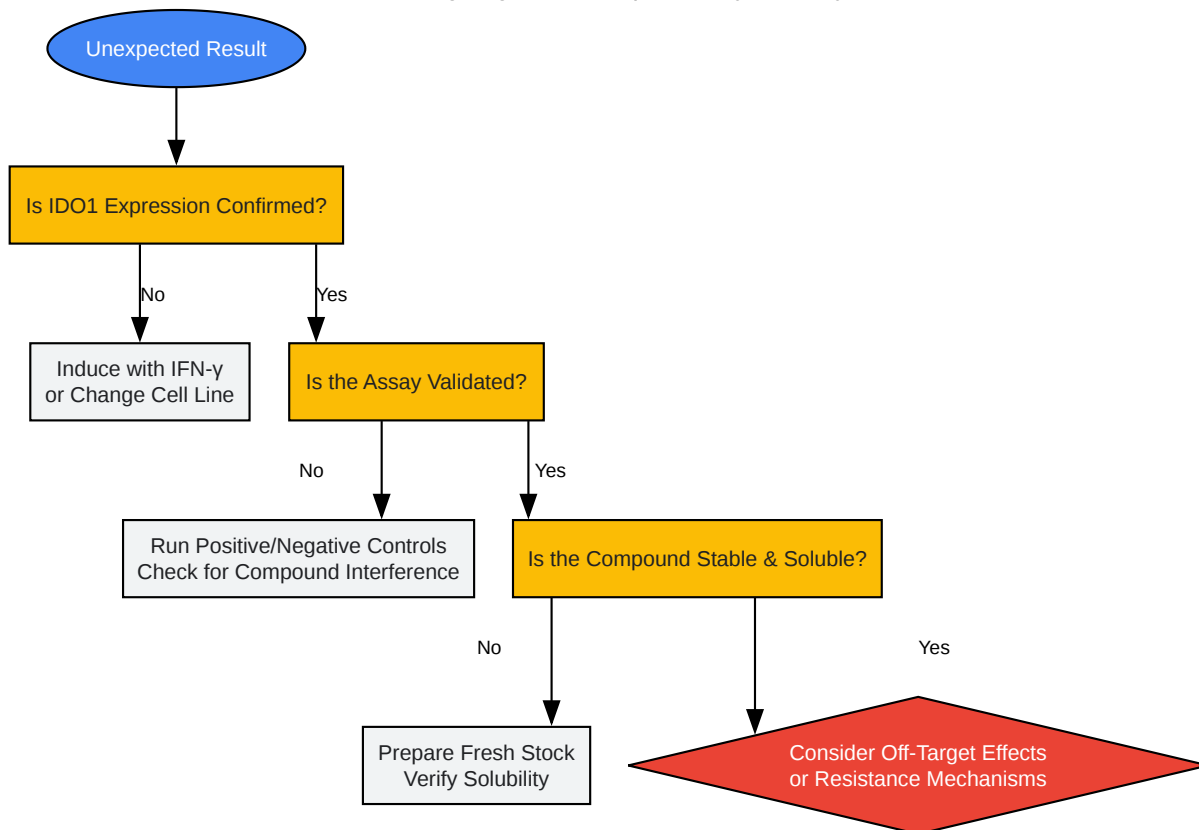 Unexpected Result
Is IDO1 Expression Confirmed?
No
Yes
Induce with IFN-γ
or Change Cell Line
Is the Assay Validated?
No
Yes
Run Positive/Negative Controls
Check for Compound Interference
Is the Compound Stable & Soluble?
No
Yes
Prepare Fresh Stock
Verify Solubility
Consider Off-Target Effects
or Resistance Mechanisms